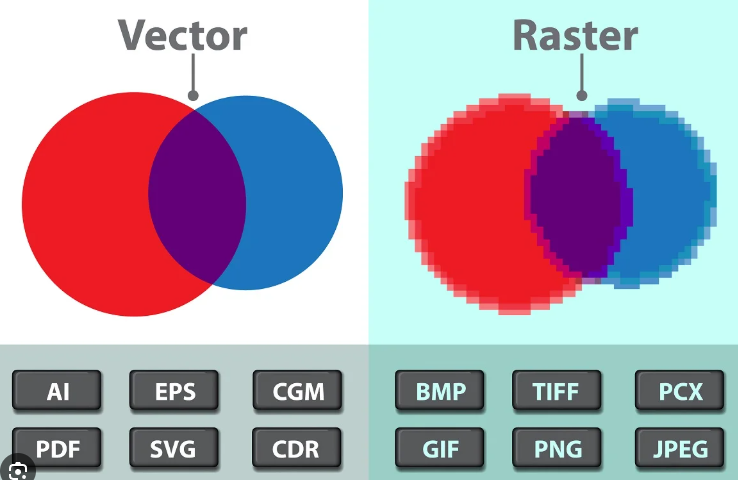 Vector Raster
AI EPS CGM BMP TIFF PCX
PDF SVG CDR GIF PNG JPEG